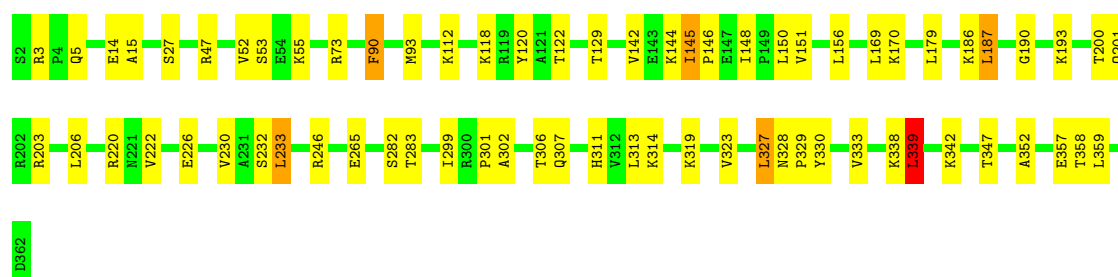 S2 R3 P4 Q5 E14 A15 S27 R47 V52 S53 E54 K55 R73 F90 M93 K112 K118 R119 Y120 A121 T122 T129 V142 E143 K144 I145 P146 E147 I148 P149 L150 V151 L156 L169 K170 L179 K186 L187 G190 K193 T200
R202 R203 L206 R220 N221 V222 E226 V230 A231 S232 L233 R246 E265 S282 T283 I299 R300 P301 A302 T306 Q307 H311 V312 L313 K314 K319 V323 L327 N328 P329 Y330 V333 K338 L339 K342 T347 A352 E357 T358 L359
D362